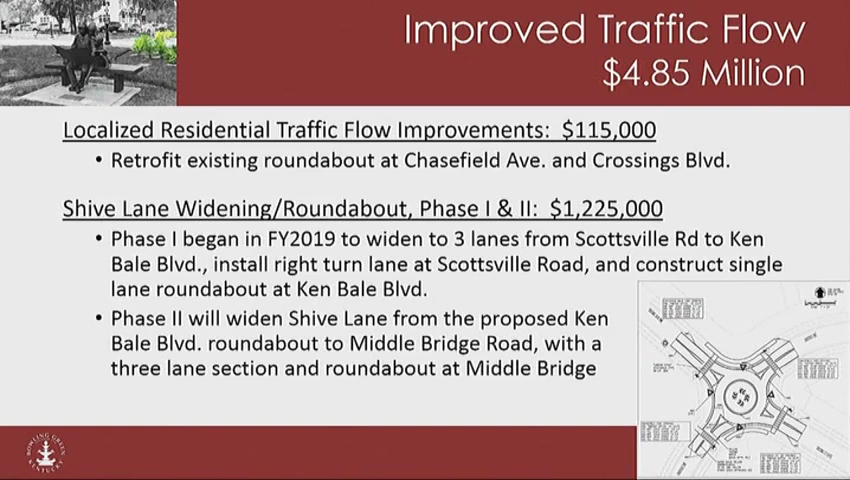 Improved Traffic Flow
$4.85 Million
Localized Residential Traffic Flow Improvements: $115,000
• Retrofit existing roundabout at Chasefield Ave. and Crossings Blvd.
Shive Lane Widening/Roundabout, Phase I & II: $1,225,000
• Phase I began in FY2019 to widen to 3 lanes from Scottsville Rd to Ken
Bale Blvd., install right turn lane at Scottsville Road, and construct single
lane roundabout at Ken Bale Blvd.
• Phase II will widen Shive Lane from the proposed Ken
Bale Blvd. roundabout to Middle Bridge Road, with a
three lane section and roundabout at Middle Bridge
BOWLING GREEN
KENTUCKY